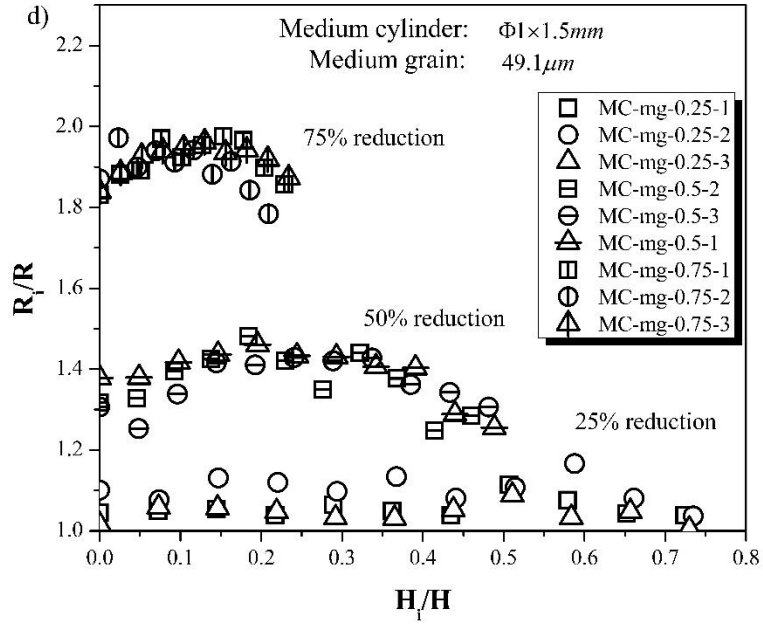 d)
Medium cylinder: Φ1×1.5mm
Medium grain: 49.1μm
2.2
2.0
1.8
1.6
1.4
1.2
1.0
R_i/R
75% reduction
50% reduction
25% reduction
MC-mg-0.25-1
MC-mg-0.25-2
MC-mg-0.25-3
MC-mg-0.5-2
MC-mg-0.5-3
MC-mg-0.5-1
MC-mg-0.75-1
MC-mg-0.75-2
MC-mg-0.75-3
0.0 0.1 0.2 0.3 0.4 0.5 0.6 0.7 0.8
H_i/H